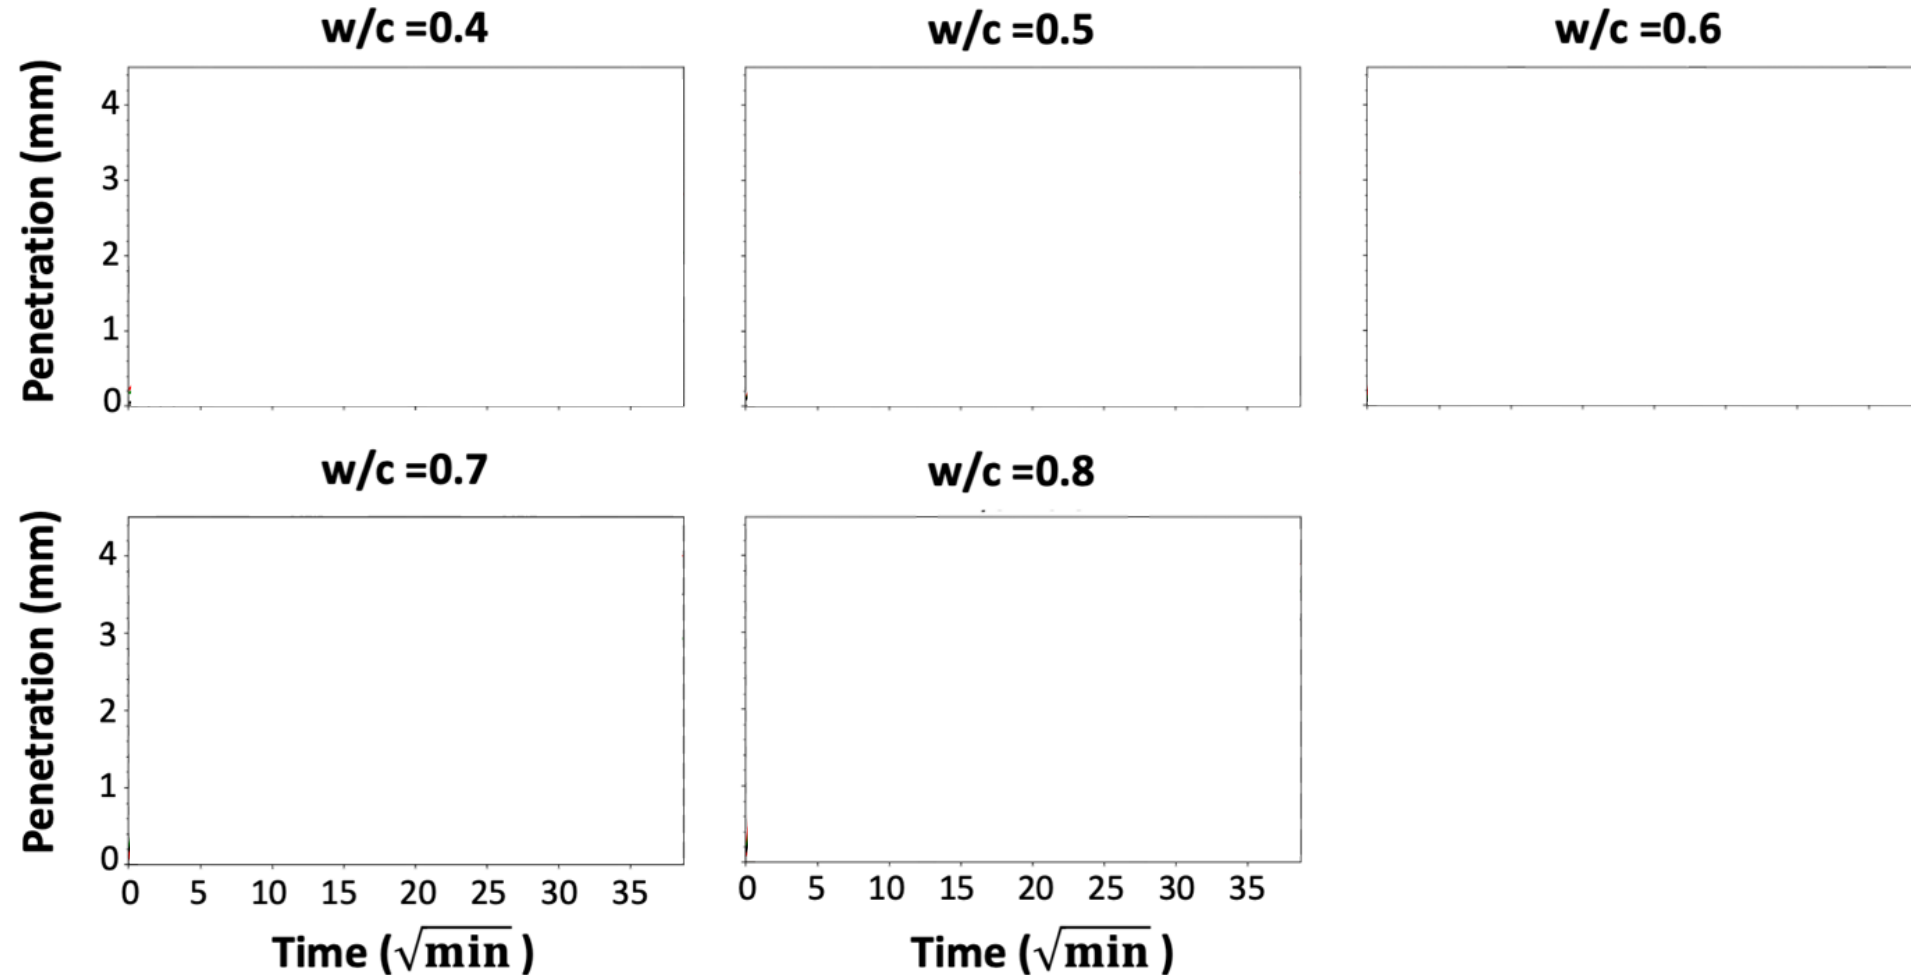 w/c =0.4
w/c =0.5
w/c =0.6
Penetration (mm)
4
3
2
1
0
w/c =0.7
w/c =0.8
Penetration (mm)
4
3
2
1
0
0 5 10 15 20 25 30 35
0 5 10 15 20 25 30 35
Time (√min )
Time (√min )